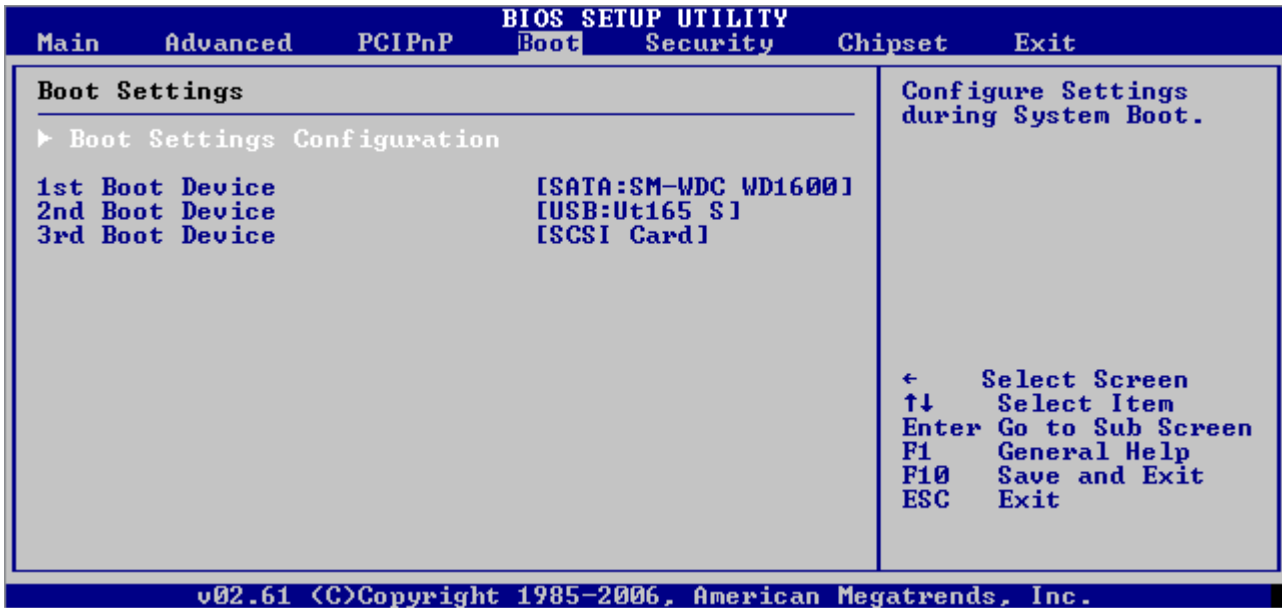 BIOS SETUP UTILITY
Main Advanced PCIPnP Boot Security Chipset Exit
Boot Settings
▶ Boot Settings Configuration
1st Boot Device [SATA:SM-WDC WD1600]
2nd Boot Device [USB:Ut165 S]
3rd Boot Device [SCSI Card]
Configure Settings
during System Boot.
← Select Screen
↑↓ Select Item
Enter Go to Sub Screen
F1 General Help
F10 Save and Exit
ESC Exit
v02.61 (C)Copyright 1985-2006, American Megatrends, Inc.